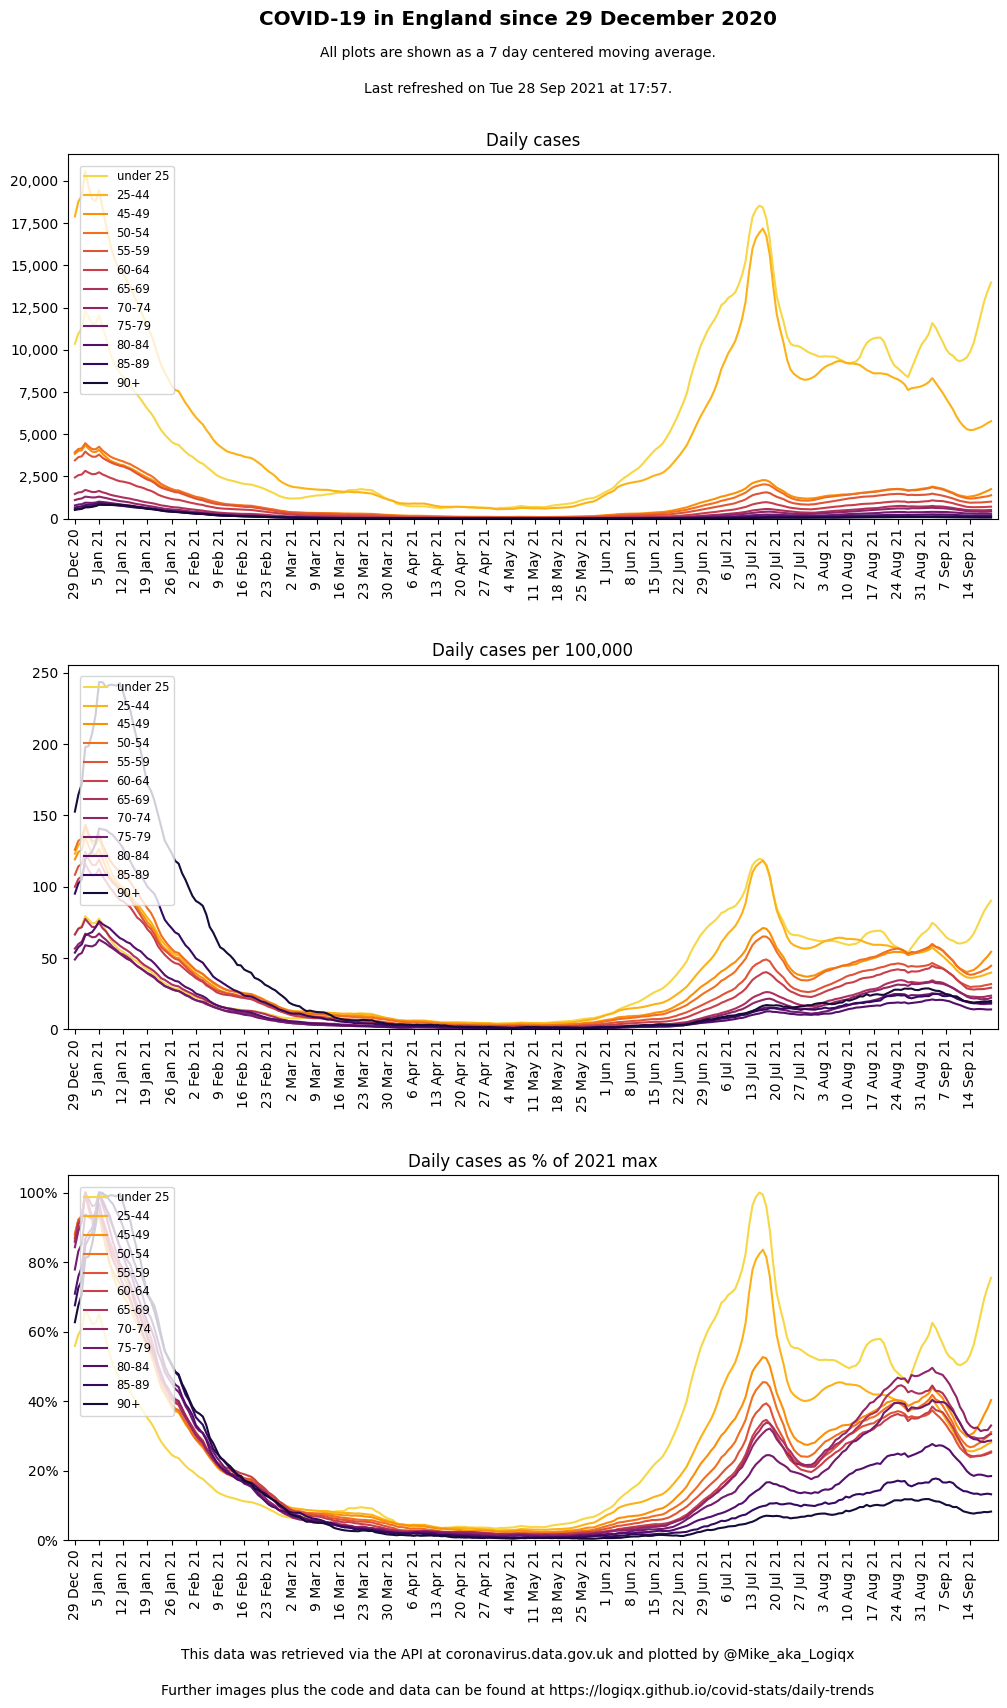 COVID-19 in England since 29 December 2020
All plots are shown as a 7 day centered moving average.
Last refreshed on Tue 28 Sep 2021 at 17:57.
Daily cases
20,000
17,500
15,000
12,500
10,000
7,500
5,000
2,500
0
under 25
25-44
45-49
50-54
55-59
60-64
65-69
70-74
75-79
80-84
85-89
90+
29 Dec 20
5 Jan 21
12 Jan 21
19 Jan 21
26 Jan 21
2 Feb 21
9 Feb 21
16 Feb 21
23 Feb 21
2 Mar 21
9 Mar 21
16 Mar 21
23 Mar 21
30 Mar 21
6 Apr 21
13 Apr 21
20 Apr 21
27 Apr 21
4 May 21
11 May 21
18 May 21
25 May 21
1 Jun 21
8 Jun 21
15 Jun 21
22 Jun 21
29 Jun 21
6 Jul 21
13 Jul 21
20 Jul 21
27 Jul 21
3 Aug 21
10 Aug 21
17 Aug 21
24 Aug 21
31 Aug 21
7 Sep 21
14 Sep 21
Daily cases per 100,000
250
200
150
100
50
0
under 25
25-44
45-49
50-54
55-59
60-64
65-69
70-74
75-79
80-84
85-89
90+
29 Dec 20
5 Jan 21
12 Jan 21
19 Jan 21
26 Jan 21
2 Feb 21
9 Feb 21
16 Feb 21
23 Feb 21
2 Mar 21
9 Mar 21
16 Mar 21
23 Mar 21
30 Mar 21
6 Apr 21
13 Apr 21
20 Apr 21
27 Apr 21
4 May 21
11 May 21
18 May 21
25 May 21
1 Jun 21
8 Jun 21
15 Jun 21
22 Jun 21
29 Jun 21
6 Jul 21
13 Jul 21
20 Jul 21
27 Jul 21
3 Aug 21
10 Aug 21
17 Aug 21
24 Aug 21
31 Aug 21
7 Sep 21
14 Sep 21
Daily cases as % of 2021 max
100%
80%
60%
40%
20%
0%
under 25
25-44
45-49
50-54
55-59
60-64
65-69
70-74
75-79
80-84
85-89
90+
29 Dec 20
5 Jan 21
12 Jan 21
19 Jan 21
26 Jan 21
2 Feb 21
9 Feb 21
16 Feb 21
23 Feb 21
2 Mar 21
9 Mar 21
16 Mar 21
23 Mar 21
30 Mar 21
6 Apr 21
13 Apr 21
20 Apr 21
27 Apr 21
4 May 21
11 May 21
18 May 21
25 May 21
1 Jun 21
8 Jun 21
15 Jun 21
22 Jun 21
29 Jun 21
6 Jul 21
13 Jul 21
20 Jul 21
27 Jul 21
3 Aug 21
10 Aug 21
17 Aug 21
24 Aug 21
31 Aug 21
7 Sep 21
14 Sep 21
This data was retrieved via the API at coronavirus.data.gov.uk and plotted by @Mike_aka_Logiqx
Further images plus the code and data can be found at https://logiqx.github.io/covid-stats/daily-trends